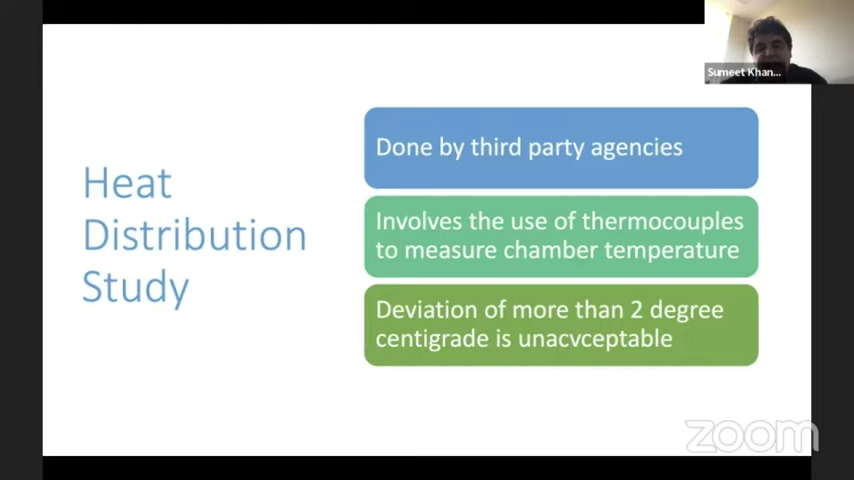 Sumeet Khan...
Heat
Distribution
Study
Done by third party agencies
Involves the use of thermocouples
to measure chamber temperature
Deviation of more than 2 degree
centigrade is unacvceptable
zoom